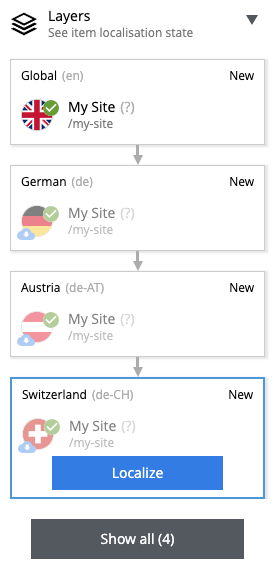 Layers
See item localisation state
Global (en) New
My Site (?)
/my-site
German (de) New
My Site (?)
/my-site
Austria (de-AT) New
My Site (?)
/my-site
Switzerland (de-CH) New
My Site (?)
/my-site
Localize
Show all (4)